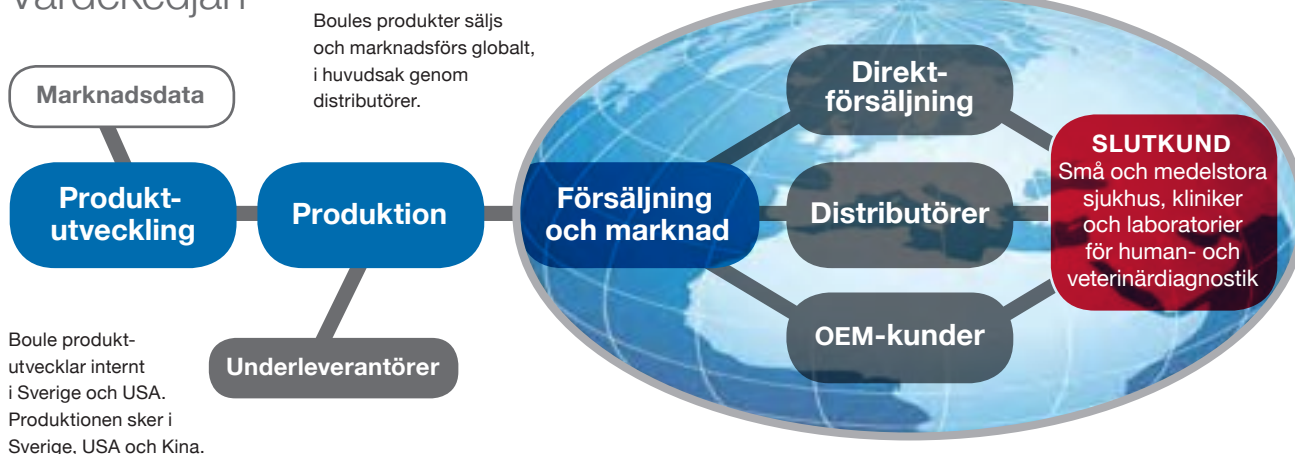 Värdekedjan
Boules produkter säljs
och marknadsförs globalt,
i huvudsak genom
distributörer.
Marknadsdata
Produkt-
utveckling
Produktion
Underleverantörer
Försäljning
och marknad
Direkt-
försäljning
Distributörer
OEM-kunder
SLUTKUND
Små och medelstora
sjukhus, kliniker
och laboratorier
för human- och
veterinärdiagnostik
Boule produkt-
utvecklar internt
i Sverige och USA.
Produktionen sker i
Sverige, USA och Kina.